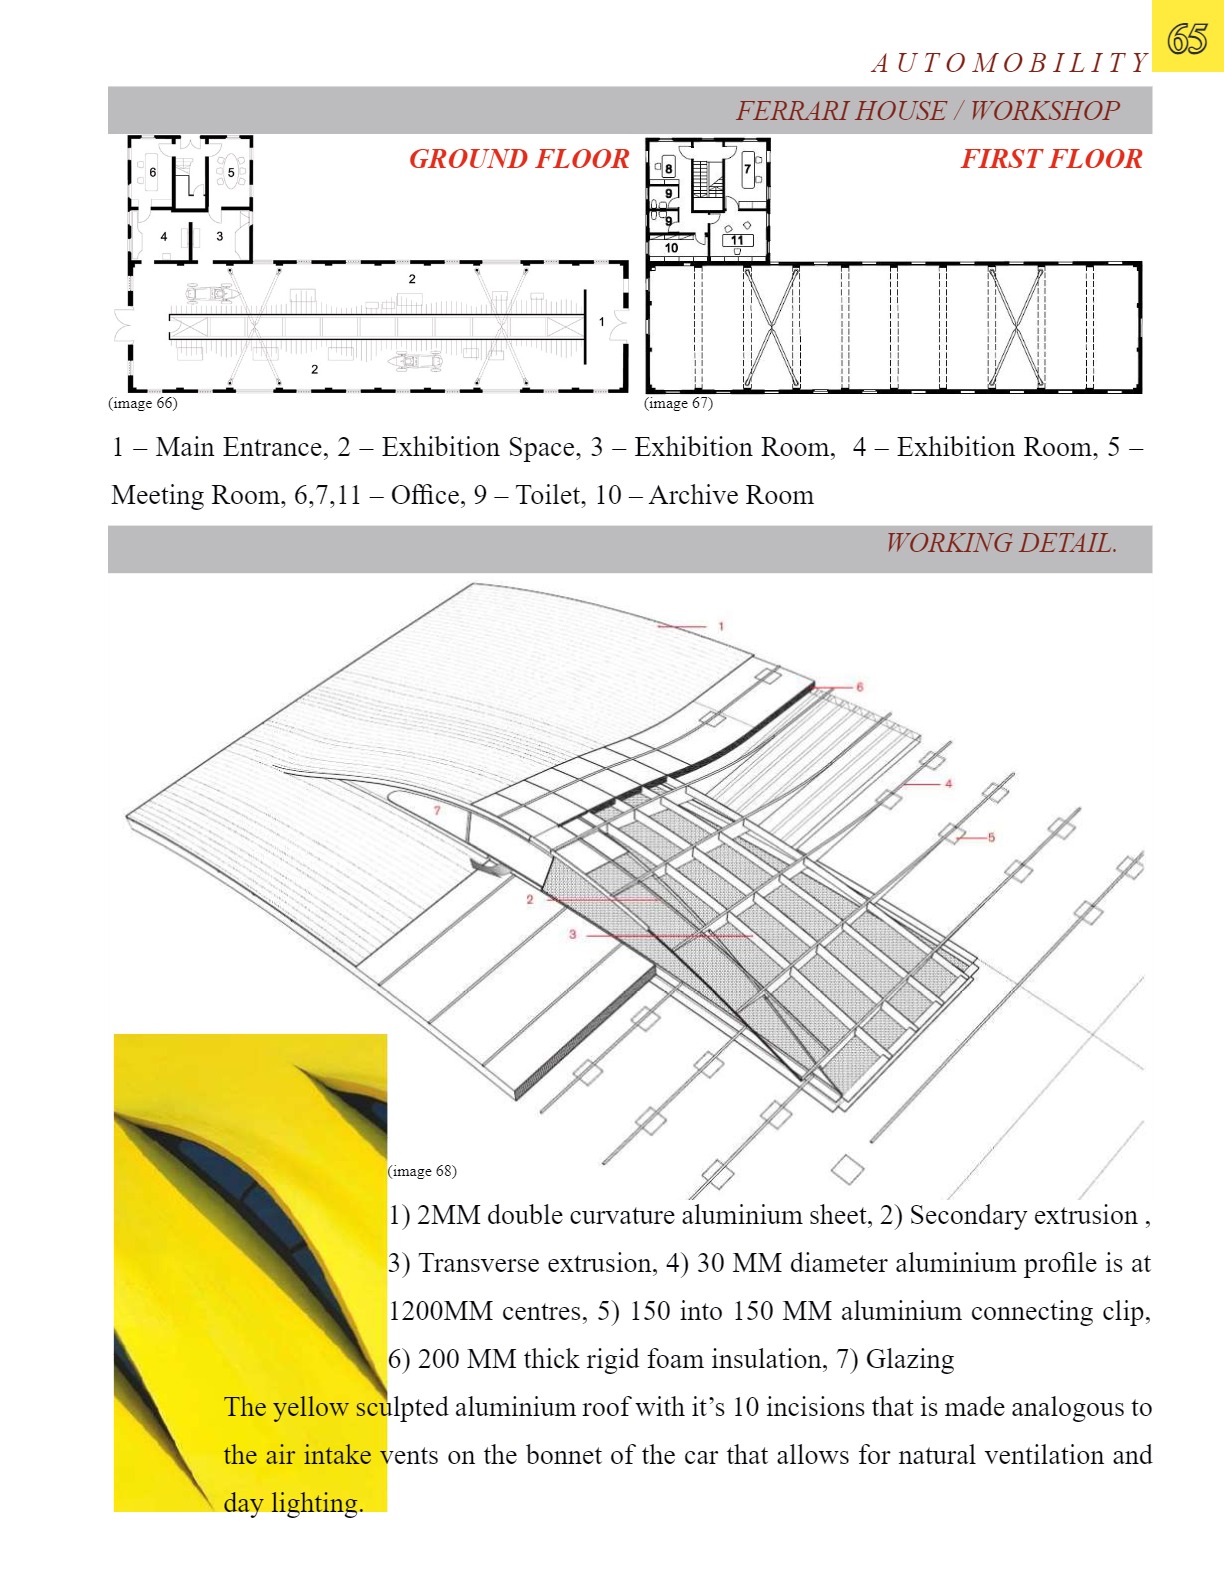 65
AUTOMOBILITY
FERRARI HOUSE / WORKSHOP
GROUND FLOOR
FIRST FLOOR
6
5
4
3
2
1
2
8
7
9
9
10
11
(image 66)
(image 67)
1 – Main Entrance, 2 – Exhibition Space, 3 – Exhibition Room, 4 – Exhibition Room, 5 –
Meeting Room, 6,7,11 – Office, 9 – Toilet, 10 – Archive Room
WORKING DETAIL.
1
6
4
7
5
2
3
(image 68)
1) 2MM double curvature aluminium sheet, 2) Secondary extrusion ,
3) Transverse extrusion, 4) 30 MM diameter aluminium profile is at
1200MM centres, 5) 150 into 150 MM aluminium connecting clip,
6) 200 MM thick rigid foam insulation, 7) Glazing
The yellow sculpted aluminium roof with it’s 10 incisions that is made analogous to
the air intake vents on the bonnet of the car that allows for natural ventilation and
day lighting.